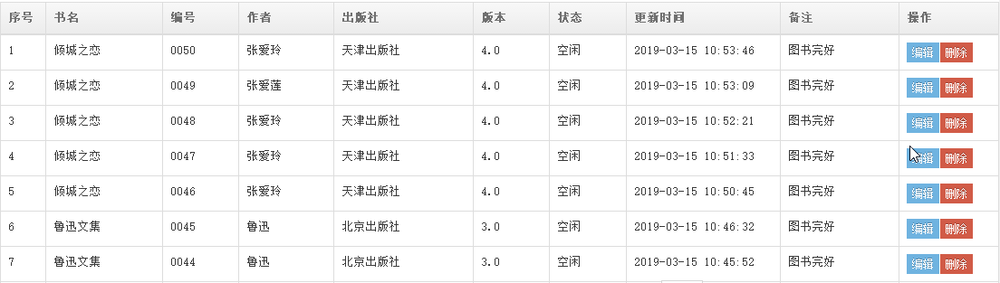 序号 书名 编号 作者 出版社 版本 状态 更新时间 备注 操作
1 倾城之恋 0050 张爱玲 天津出版社 4.0 空闲 2019-03-15 10:53:46 图书完好 编辑 删除
2 倾城之恋 0049 张爱莲 天津出版社 4.0 空闲 2019-03-15 10:53:09 图书完好 编辑 删除
3 倾城之恋 0048 张爱玲 天津出版社 4.0 空闲 2019-03-15 10:52:21 图书完好 编辑 删除
4 倾城之恋 0047 张爱玲 天津出版社 4.0 空闲 2019-03-15 10:51:33 图书完好 编辑 删除
5 倾城之恋 0046 张爱玲 天津出版社 4.0 空闲 2019-03-15 10:50:45 图书完好 编辑 删除
6 鲁迅文集 0045 鲁迅 北京出版社 3.0 空闲 2019-03-15 10:46:32 图书完好 编辑 删除
7 鲁迅文集 0044 鲁迅 北京出版社 3.0 空闲 2019-03-15 10:45:52 图书完好 编辑 删除